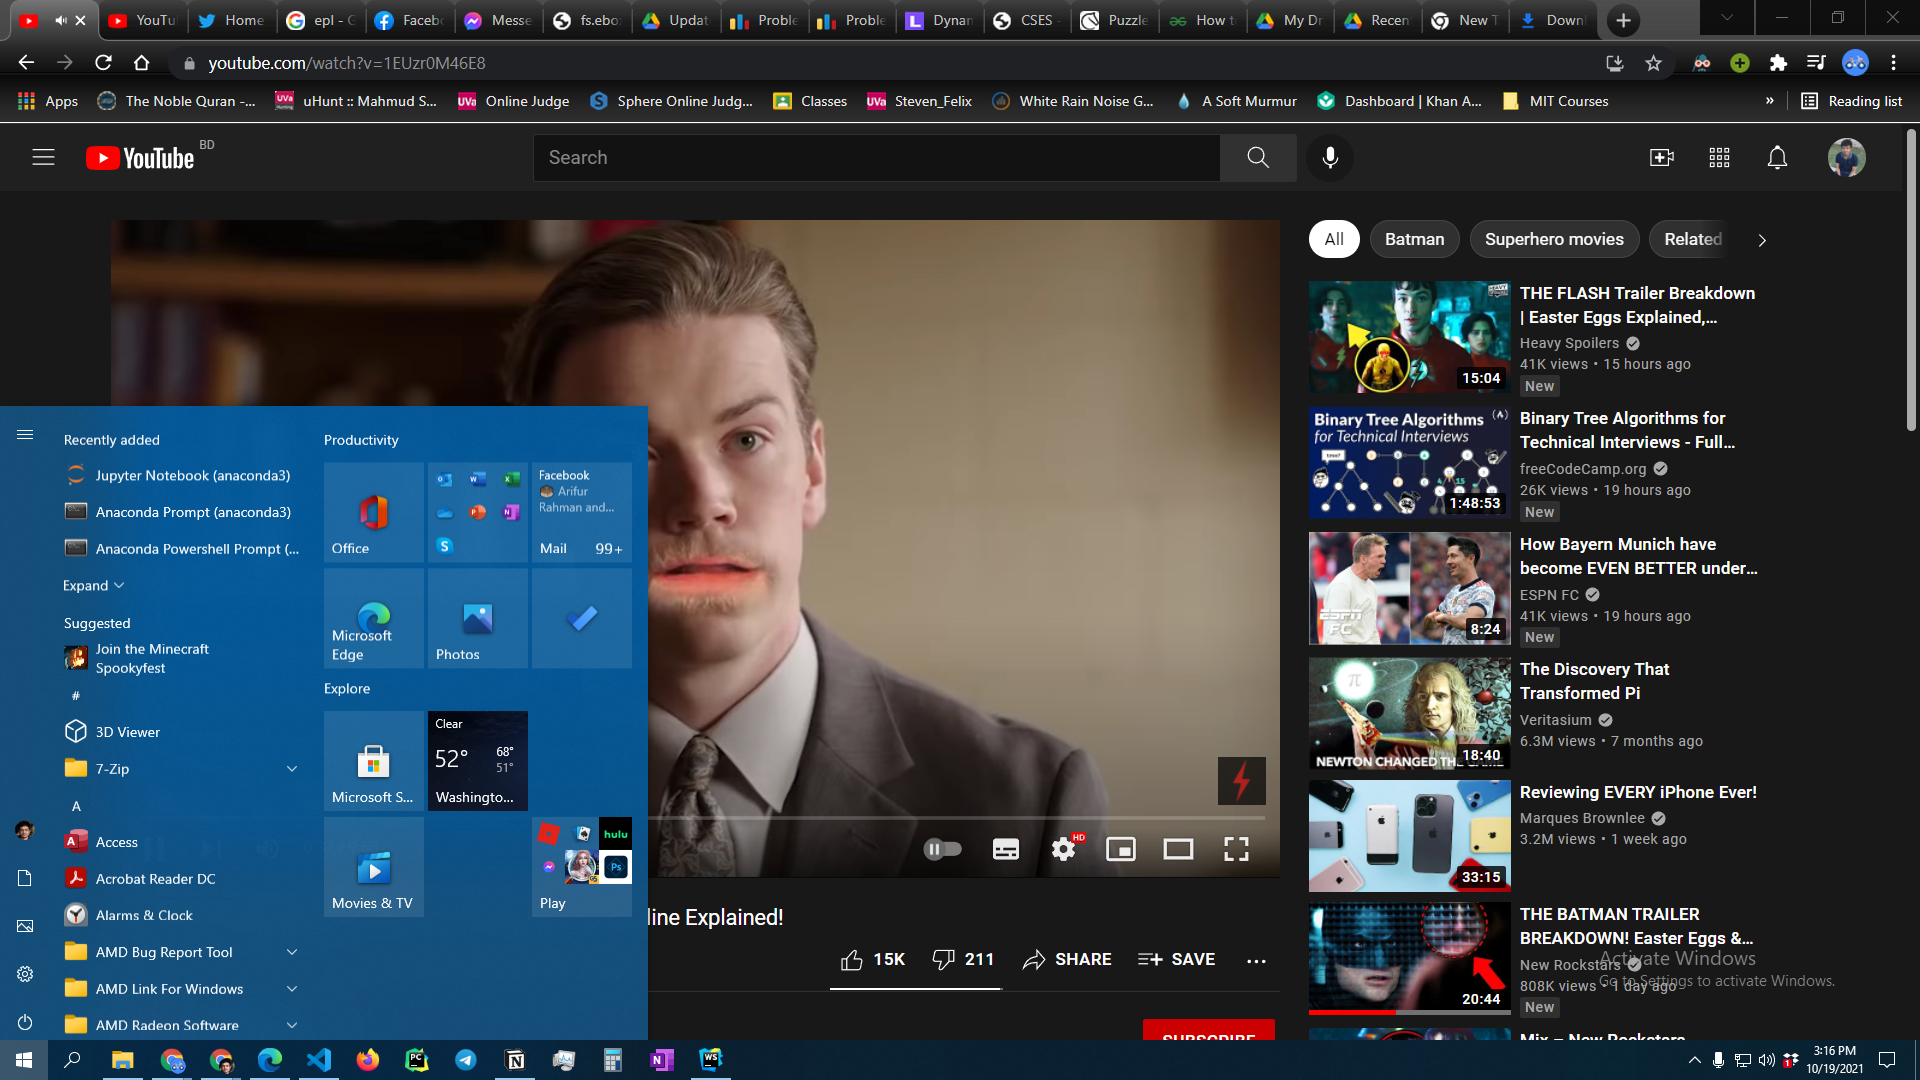 YouTu
Home
epl - G
Facebo
Messe
fs.ebo
Updat
Proble
Proble
Dynan
CSES -
Puzzle
How to
My Dr
Recen
New T
Downl
youtube.com/watch?v=1EUzr0M46E8
Apps
The Noble Quran -...
uHunt :: Mahmud S...
Online Judge
Sphere Online Judg...
Classes
Steven_Felix
White Rain Noise G...
A Soft Murmur
Dashboard | Khan A...
MIT Courses
»
Reading list
YouTube BD
Search
All
Batman
Superhero movies
Related
THE FLASH Trailer Breakdown
| Easter Eggs Explained,...
Heavy Spoilers
41K views • 15 hours ago
New
15:04
Binary Tree Algorithms
for Technical Interviews
1:48:53
Binary Tree Algorithms for
Technical Interviews - Full...
freeCodeCamp.org
26K views • 19 hours ago
New
ESPN
FC
8:24
How Bayern Munich have
become EVEN BETTER under...
ESPN FC
41K views • 19 hours ago
New
NEWTON CHANGED THE GAME
18:40
The Discovery That
Transformed Pi
Veritasium
6.3M views • 7 months ago
33:15
Reviewing EVERY iPhone Ever!
Marques Brownlee
3.2M views • 1 week ago
20:44
THE BATMAN TRAILER
BREAKDOWN! Easter Eggs &...
New Rockstars
808K views • 1 day ago
New
Mix – New Rockstars
Activate Windows
Go to Settings to activate Windows.
Recently added
Jupyter Notebook (anaconda3)
Anaconda Prompt (anaconda3)
Anaconda Powershell Prompt (...
Expand
Suggested
Join the Minecraft
Spookyfest
#
3D Viewer
7-Zip
A
Access
Acrobat Reader DC
Alarms & Clock
AMD Bug Report Tool
AMD Link For Windows
AMD Radeon Software
Productivity
Office
Facebook
Arifur
Rahman and...
Mail 99+
Microsoft
Edge
Photos
Explore
Microsoft S...
Clear
52° 68°
51°
Washingto...
Movies & TV
hulu
Ps
Play
HD
line Explained!
15K
211
SHARE
SAVE
SUBSCRIBE
3:16 PM
10/19/2021